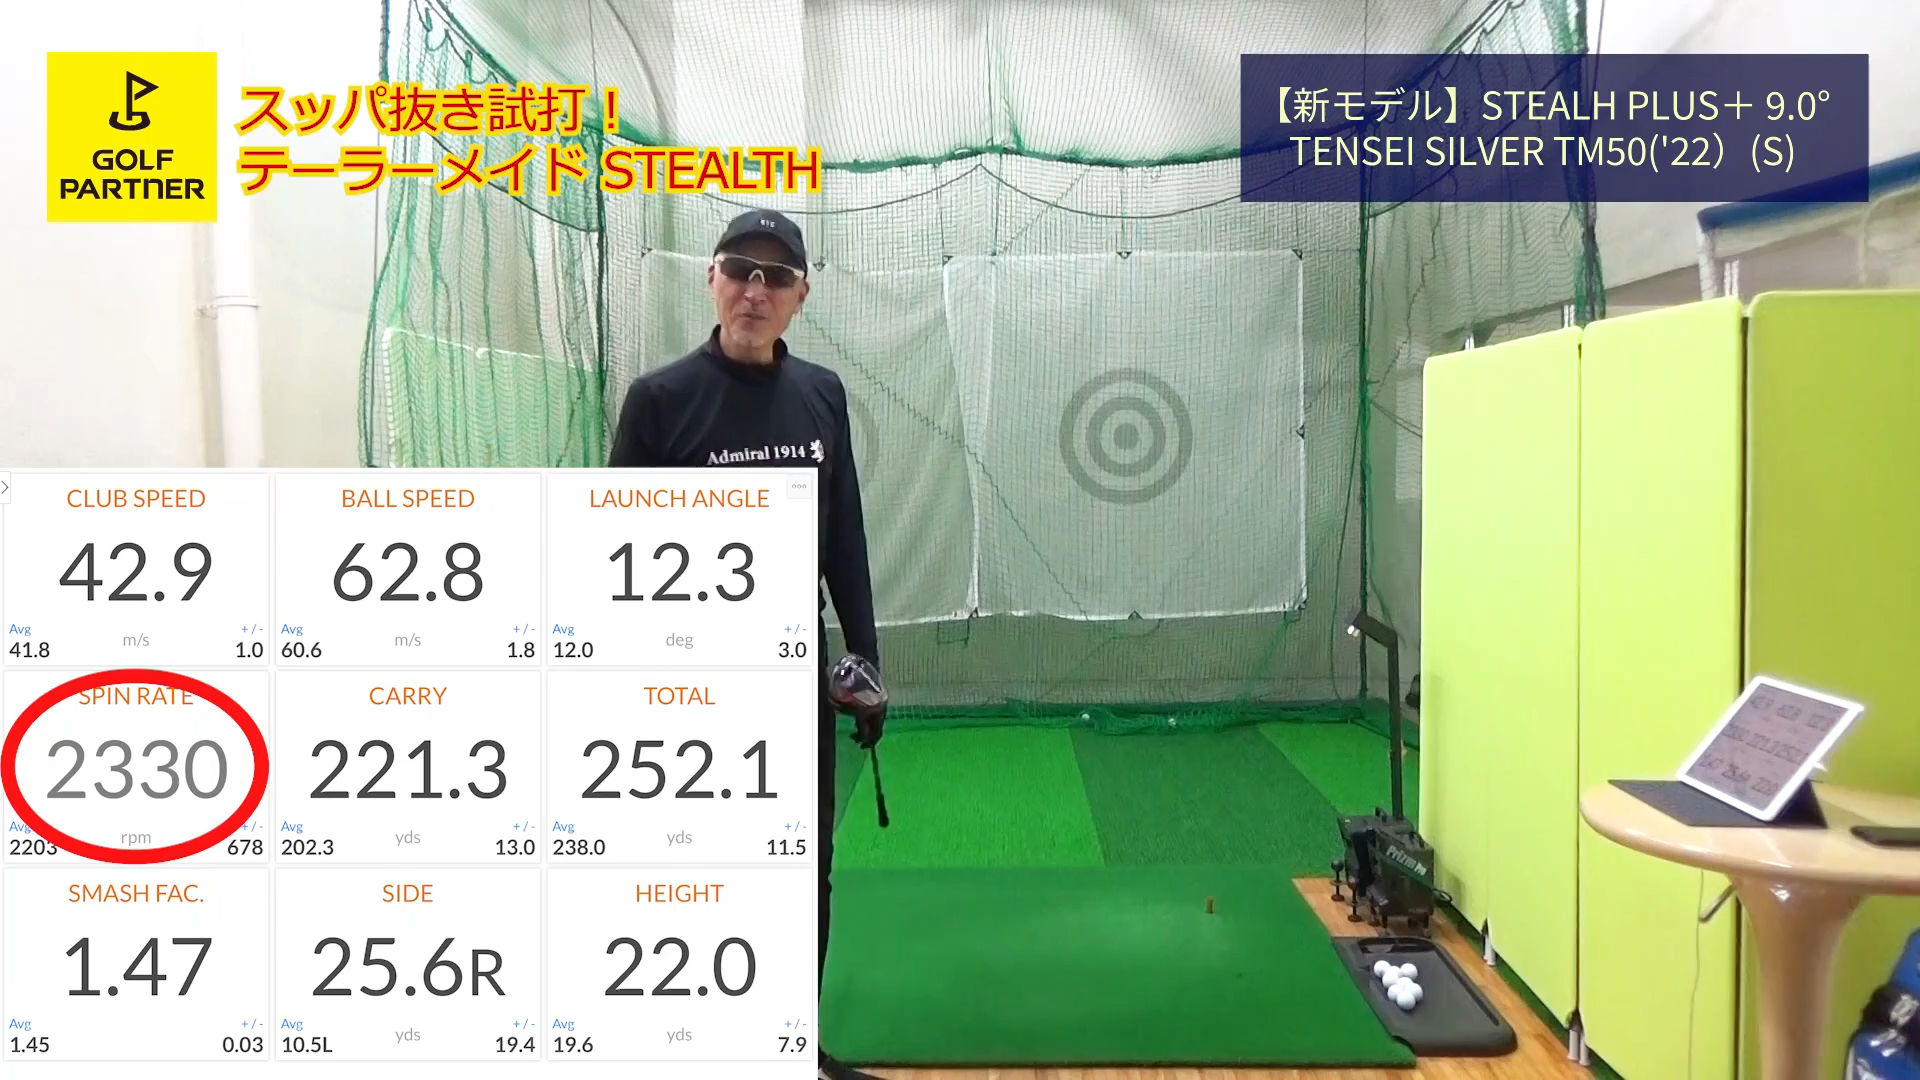 GOLF
PARTNER
スッパ抜き試打！
テーラーメイド STEALTH
【新モデル】STEALH PLUS＋ 9.0°
TENSEI SILVER TM50('22）(S)
Admiral 1914
CLUB SPEED
42.9
m/s
Avg
41.8
+ / -
1.0
BALL SPEED
62.8
m/s
Avg
60.6
+ / -
1.8
LAUNCH ANGLE
12.3
deg
Avg
12.0
+ / -
3.0
SPIN RATE
2330
rpm
Avg
2203
+ / -
678
CARRY
221.3
yds
Avg
202.3
+ / -
13.0
TOTAL
252.1
yds
Avg
238.0
+ / -
11.5
SMASH FAC.
1.47
Avg
1.45
+ / -
0.03
SIDE
25.6R
yds
Avg
10.5L
+ / -
19.4
HEIGHT
22.0
yds
Avg
19.6
+ / -
7.9
Prizm Pro